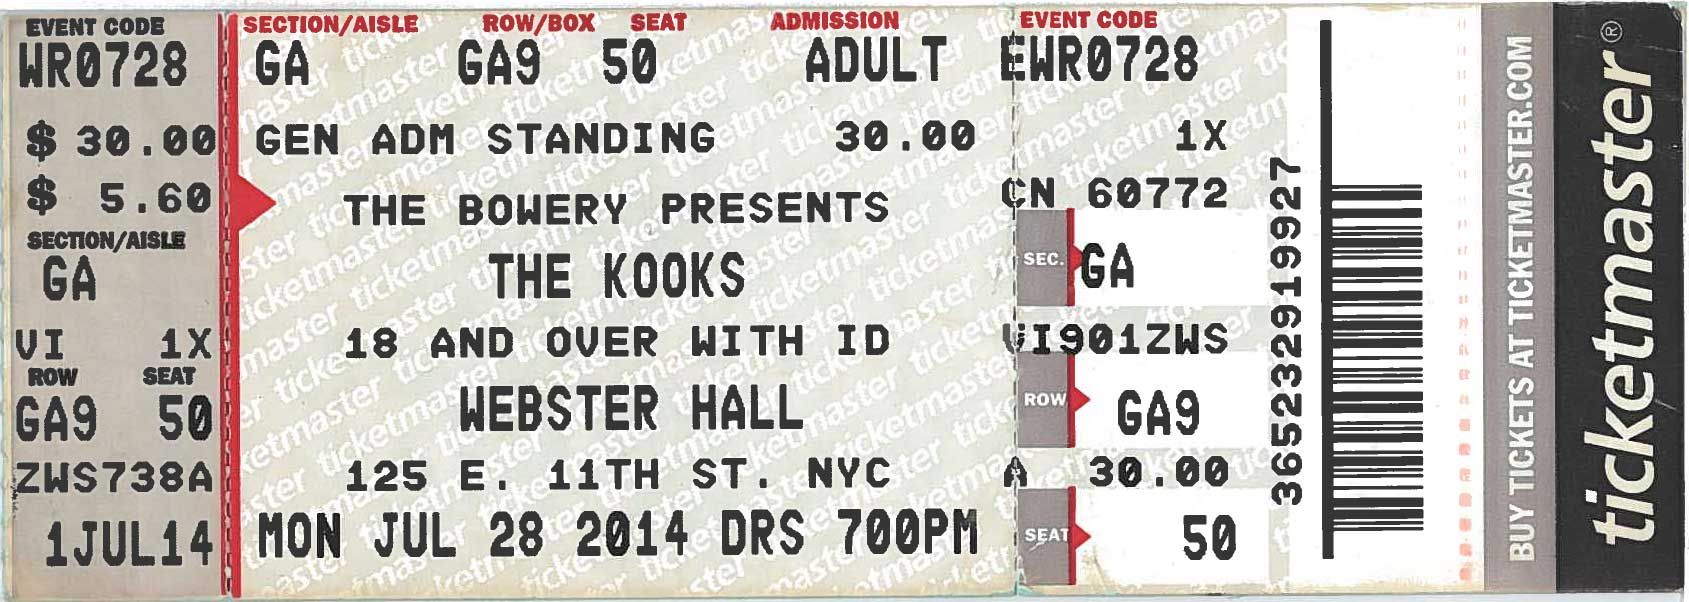 EVENT CODE
WR0728
$ 30.00
$ 5.60
SECTION/AISLE
GA
VI 1X
ROW SEAT
GA9 50
ZWS738A
1JUL14
SECTION/AISLE ROW/BOX SEAT ADMISSION
GA GA9 50 ADULT
GEN ADM STANDING 30.00
THE BOWERY PRESENTS
THE KOOKS
18 AND OVER WITH ID
WEBSTER HALL
125 E. 11TH ST. NYC
MON JUL 28 2014 DRS 700PM
EVENT CODE
EWR0728
1X
CN 60772
SEC. GA
VI901ZWS
ROW GA9
A 30.00
SEAT 50
365232919927
BUY TICKETS AT TICKETMASTER.COM
ticketmaster®